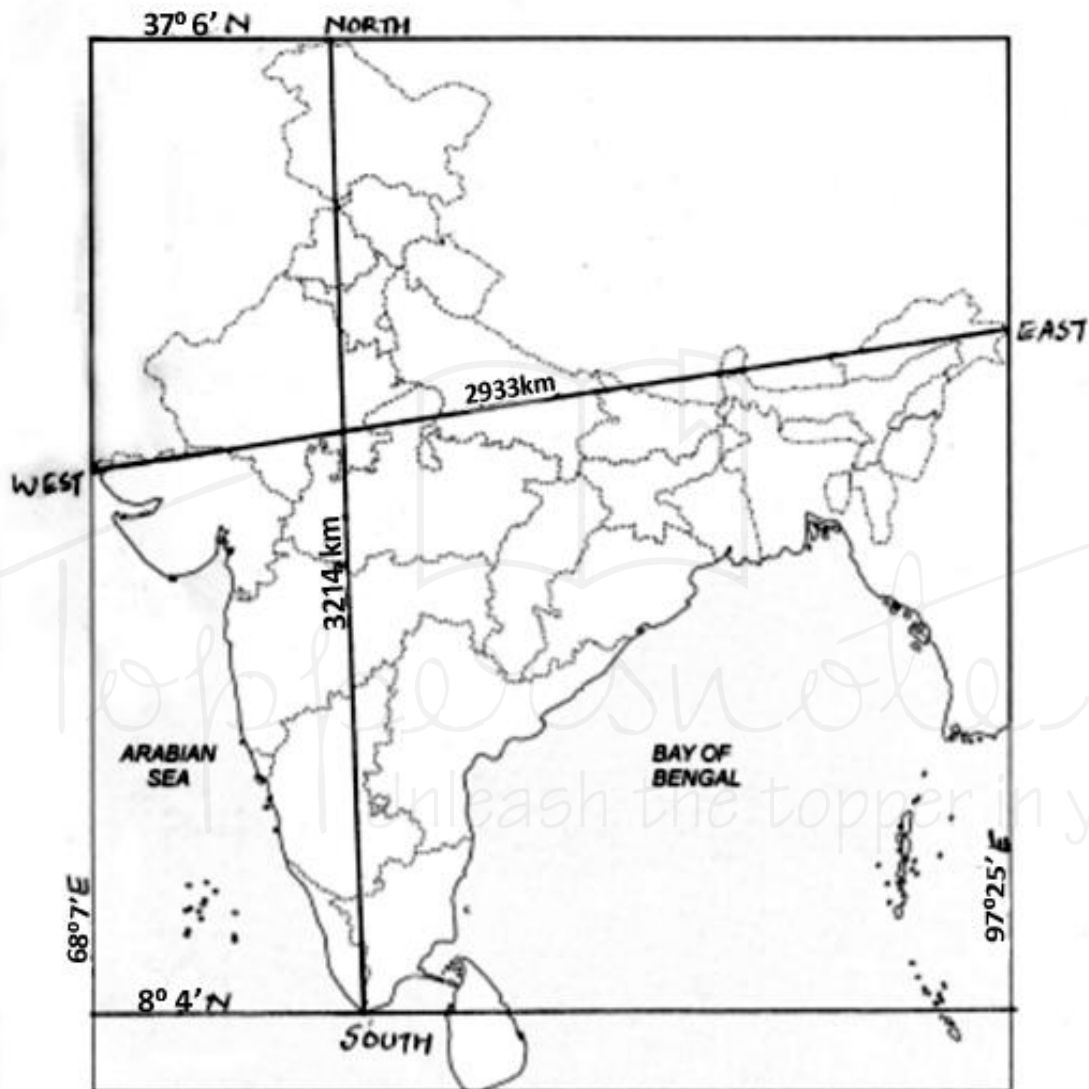 37° 6' N NORTH
EAST
2933km
WEST
3214 km
ARABIAN
SEA
BAY OF
BENGAL
Toppersnotes
Unleash the topper in y
68°7'E
97°25' E
8° 4' N
SOUTH